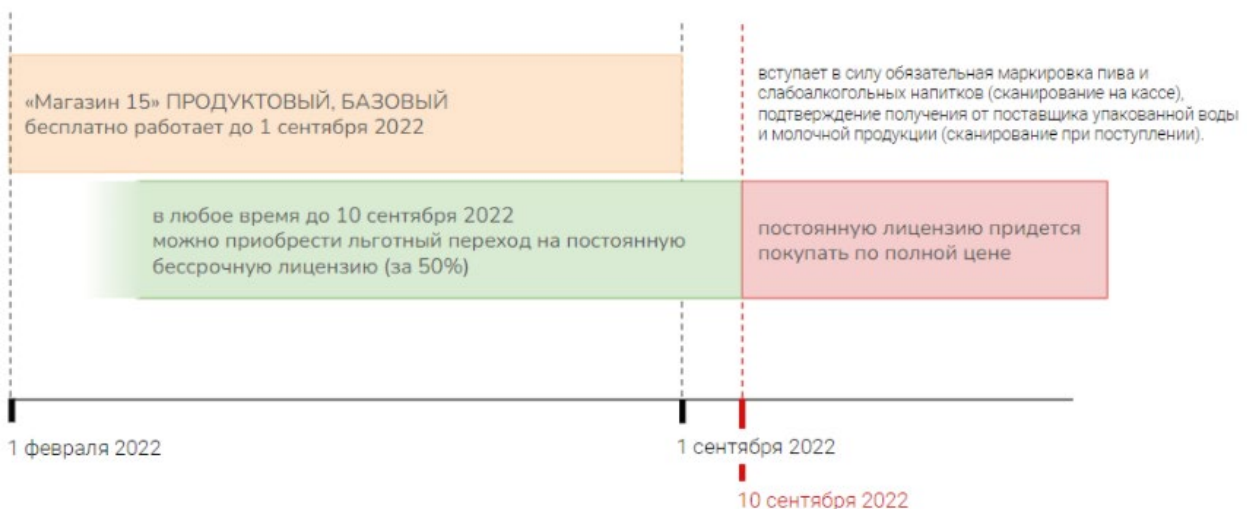 «Магазин 15» ПРОДУКТОВЫЙ, БАЗОВЫЙ
бесплатно работает до 1 сентября 2022
вступает в силу обязательная маркировка пива и
слабоалкогольных напитков (сканирование на кассе),
подтверждение получения от поставщика упакованной воды
и молочной продукции (сканирование при поступлении).
в любое время до 10 сентября 2022
можно приобрести льготный переход на постоянную
бессрочную лицензию (за 50%)
постоянную лицензию придется
покупать по полной цене
1 февраля 2022
1 сентября 2022
10 сентября 2022